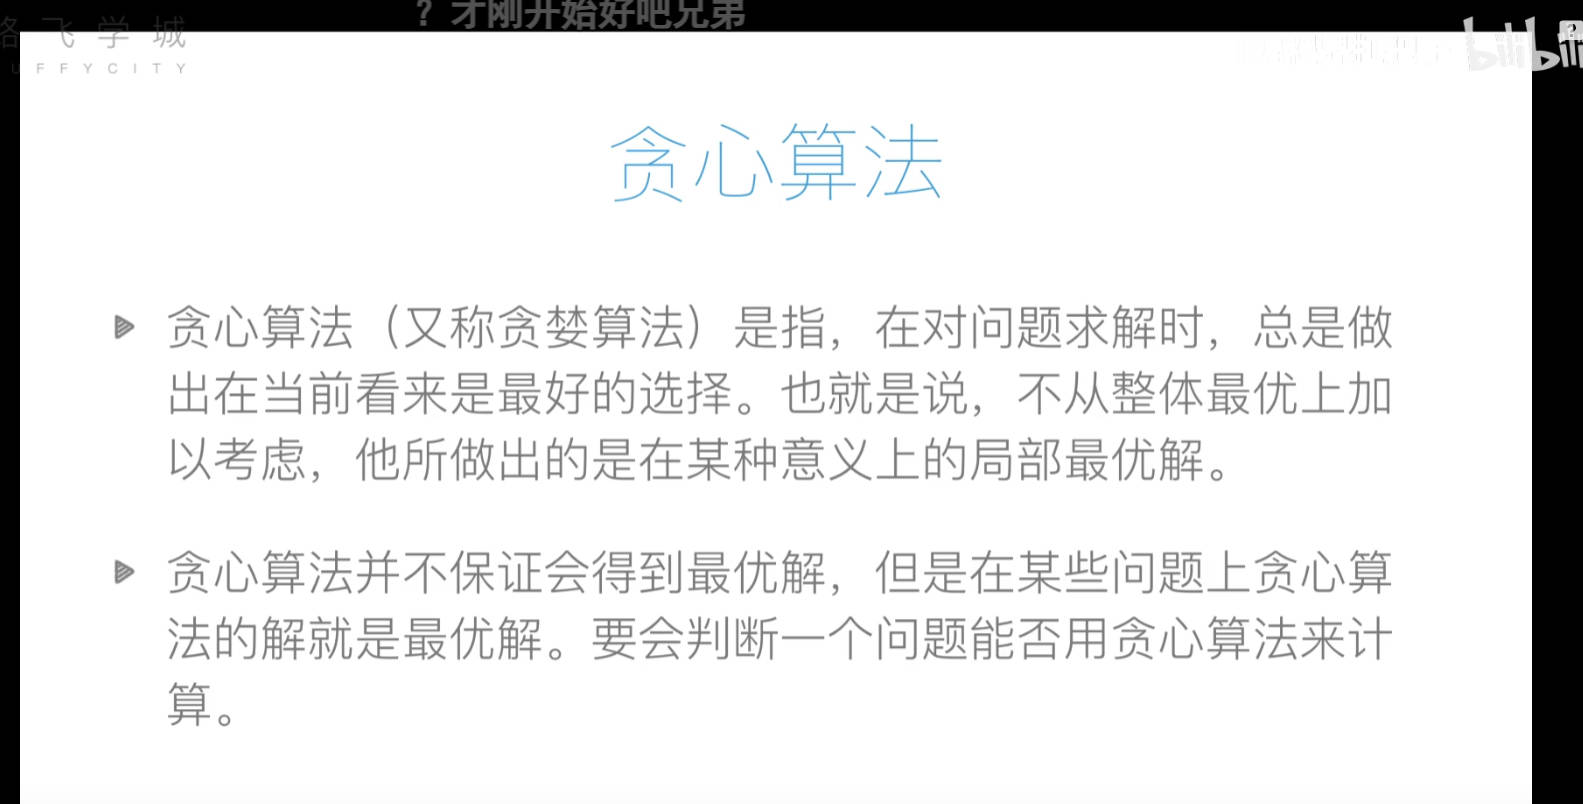 ？才刚开始好吧兄弟
飞学城
UFFYCITY
bilibili
贪心算法
贪心算法（又称贪婪算法）是指，在对问题求解时，总是做
出在当前看来是最好的选择。也就是说，不从整体最优上加
以考虑，他所做出的是在某种意义上的局部最优解。
贪心算法并不保证会得到最优解，但是在某些问题上贪心算
法的解就是最优解。要会判断一个问题能否用贪心算法来计
算。